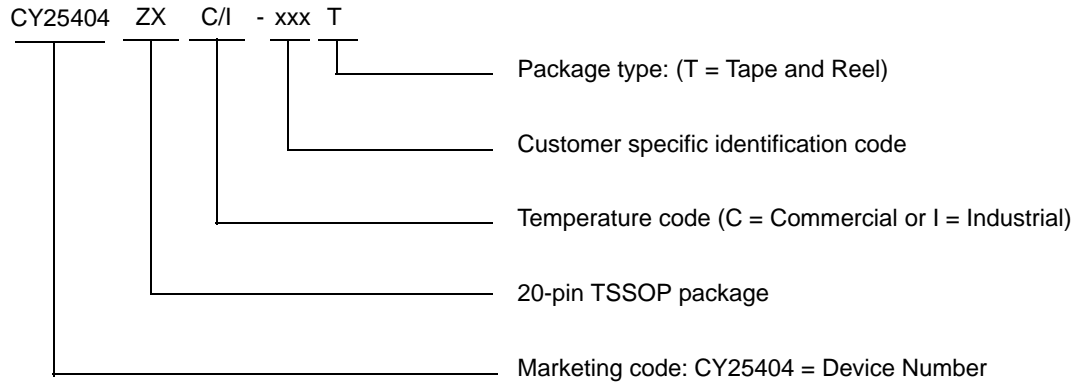 CY25404 ZX C/I - xxx T
Package type: (T = Tape and Reel)
Customer specific identification code
Temperature code (C = Commercial or I = Industrial)
20-pin TSSOP package
Marketing code: CY25404 = Device Number